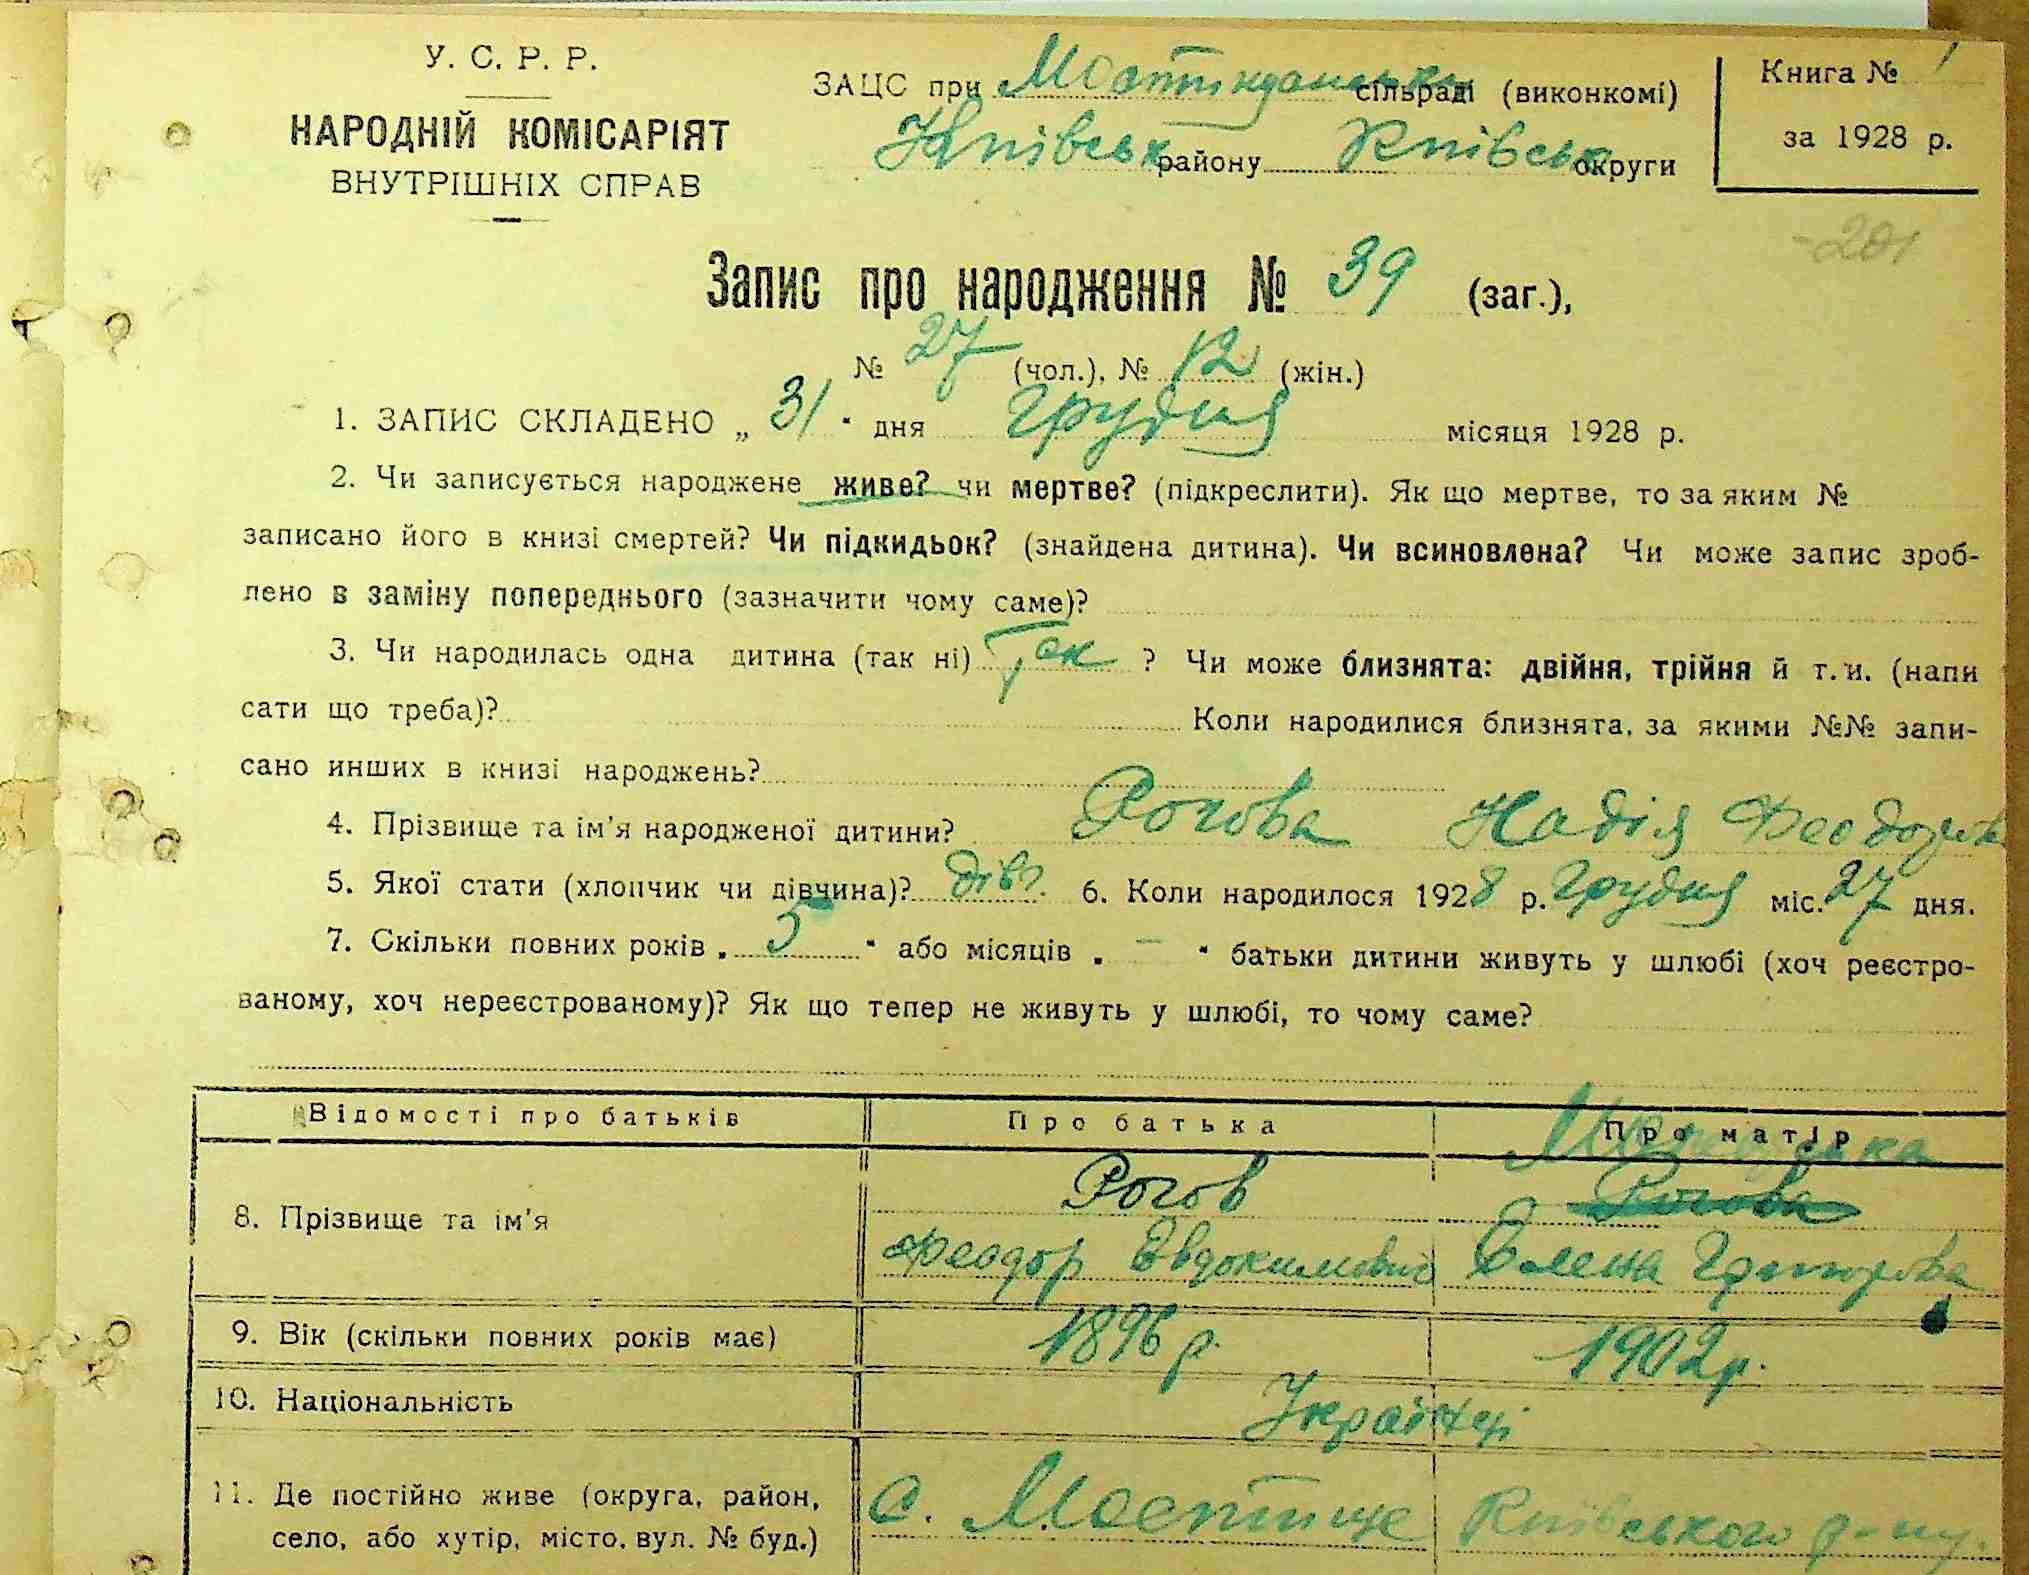 У. С. Р. Р.
НАРОДНІЙ КОМІСАРІЯТ
ВНУТРІШНІХ СПРАВ
ЗАЦС при сільраді (виконкомі)
району Київськ округи
Книга № 1
за 1928 р.
201
Запис про народження № 39 (заг.),
№ 27 (чол.), № 12 (жін.)
1. ЗАПИС СКЛАДЕНО „ 31 " дня Грудня місяця 1928 р.
2. Чи записується народжене живе? чи мертве? (підкреслити). Як що мертве, то за яким №
записано його в книзі смертей? Чи підкидьок? (знайдена дитина). Чи всиновлена? Чи може запис зроб-
лено в заміну попереднього (зазначити чому саме)?
3. Чи народилась одна дитина (так ні) Так ? Чи може близнята: двійня, трійня й т. и. (напи
сати що треба)? Коли народилися близнята, за якими №№ запи-
сано инших в книзі народжень?
4. Прізвище та ім'я народженої дитини? Рогова Надія Феодоров
5. Якої стати (хлопчик чи дівчина)? дівч. 6. Коли народилося 1928 р. Грудня міс. 27 дня.
7. Скільки повних років „ 5 " або місяців „ — " батьки дитини живуть у шлюбі (хоч реєстро-
ваному, хоч нереєстрованому)? Як що тепер не живуть у шлюбі, то чому саме?
Відомості про батьків Про батька Про матір
8. Прізвище та ім'я Рогов Рогова
Феодор Евдокимович Елена
9. Вік (скільки повних років має) 1896 р. 1902 р.
10. Національність Українці
11. Де постійно живе (округа, район,
село, або хутір, місто, вул. № буд.)
с. Мостище Київського р-ну.